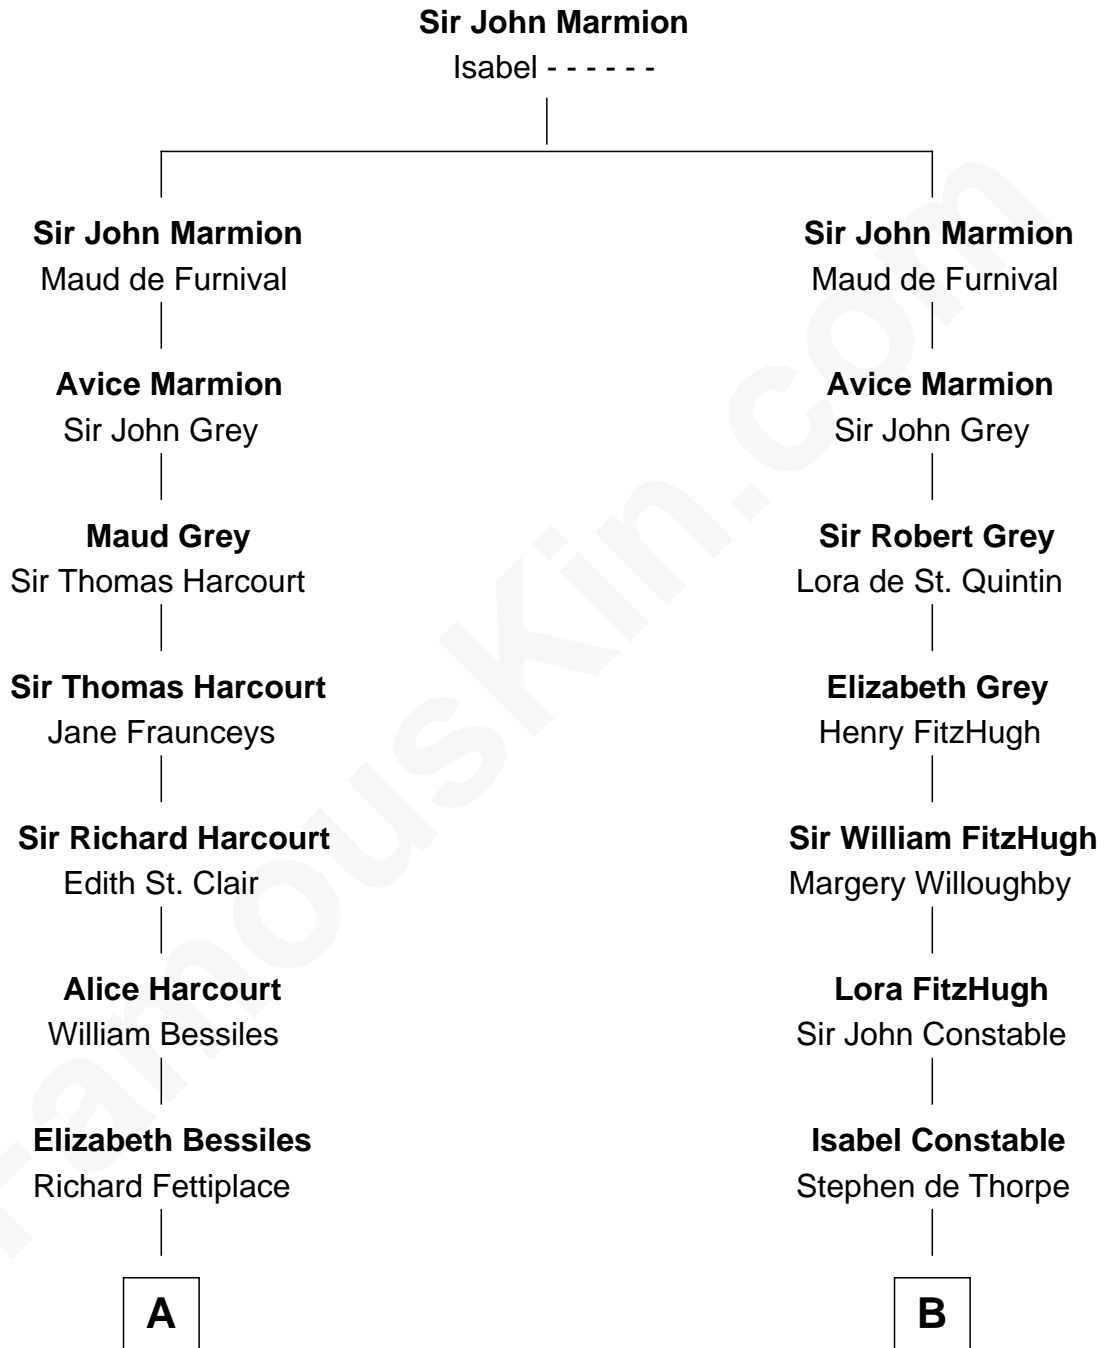 Sir John Marmion
Isabel - - - - - -
Sir John Marmion
Maud de Furnival
Avice Marmion
Sir John Grey
Maud Grey
Sir Thomas Harcourt
Sir Thomas Harcourt
Jane Fraunceys
Sir Richard Harcourt
Edith St. Clair
Alice Harcourt
William Bessiles
Elizabeth Bessiles
Richard Fettiplace
A
Sir John Marmion
Maud de Furnival
Avice Marmion
Sir John Grey
Sir Robert Grey
Lora de St. Quintin
Elizabeth Grey
Henry FitzHugh
Sir William FitzHugh
Margery Willoughby
Lora FitzHugh
Sir John Constable
Isabel Constable
Stephen de Thorpe
B
FamousKin.com